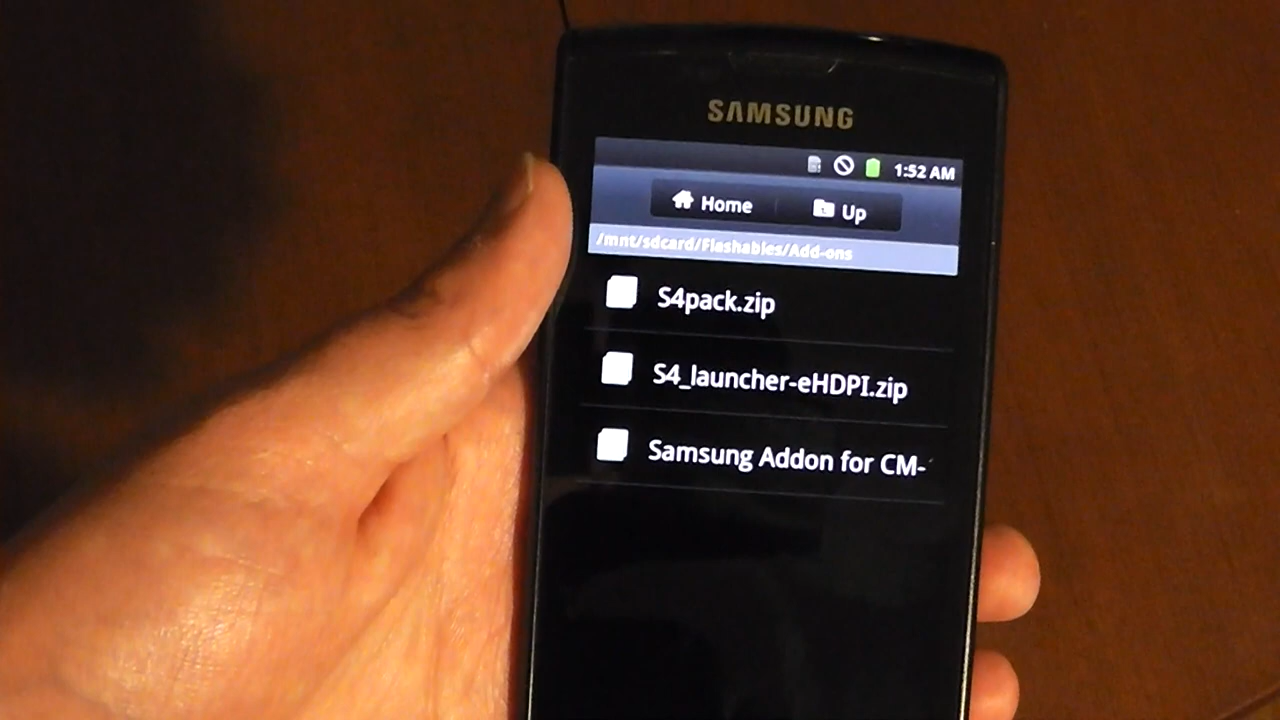 SAMSUNG
1:52 AM
Home
Up
/mnt/sdcard/Flashables/Add-ons
S4pack.zip
S4_launcher-eHDPI.zip
Samsung Addon for CM-